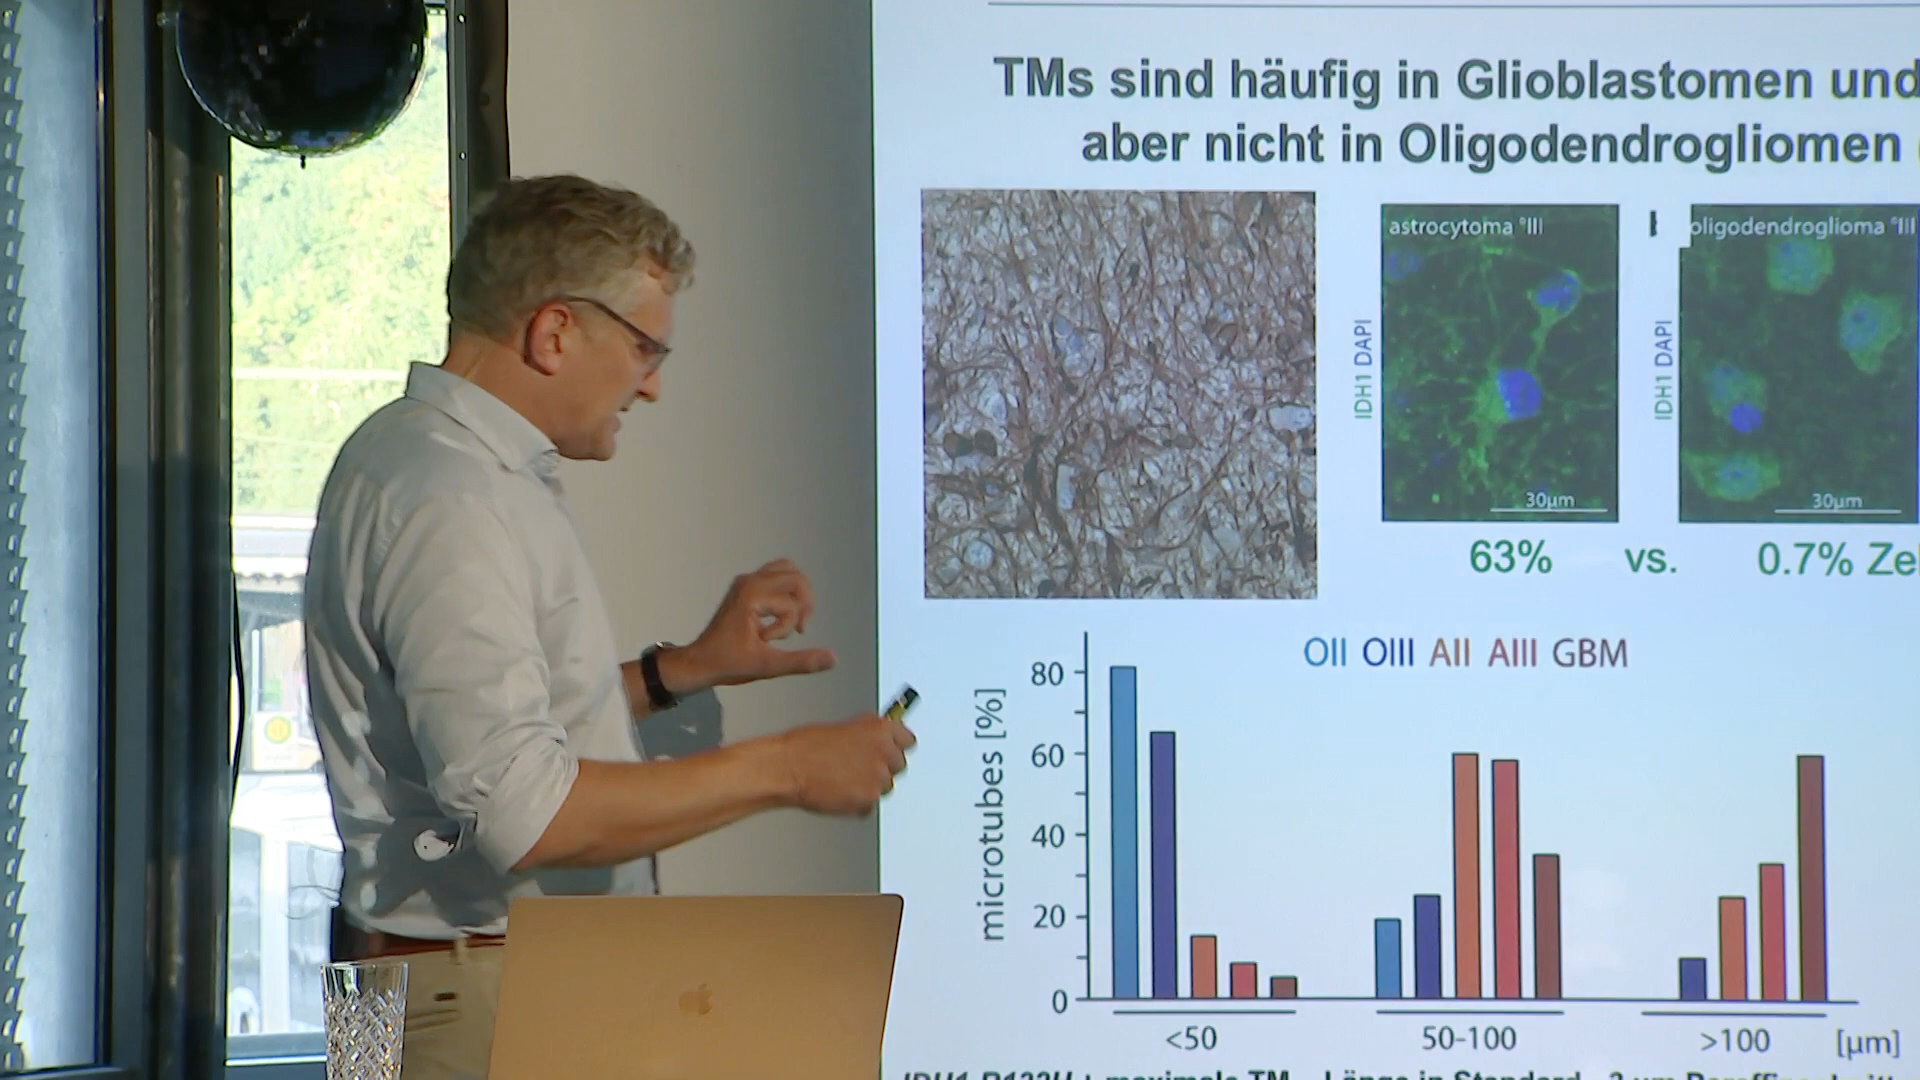 TMs sind häufig in Glioblastomen und
aber nicht in Oligodendrogliomen
astrocytoma °III
oligodendroglioma °III
IDH1 DAPI
IDH1 DAPI
30µm
30µm
63% vs. 0.7%
OII OIII AII AIII GBM
microtubes [%]
80
60
40
20
0
<50 50-100 >100 [µm]